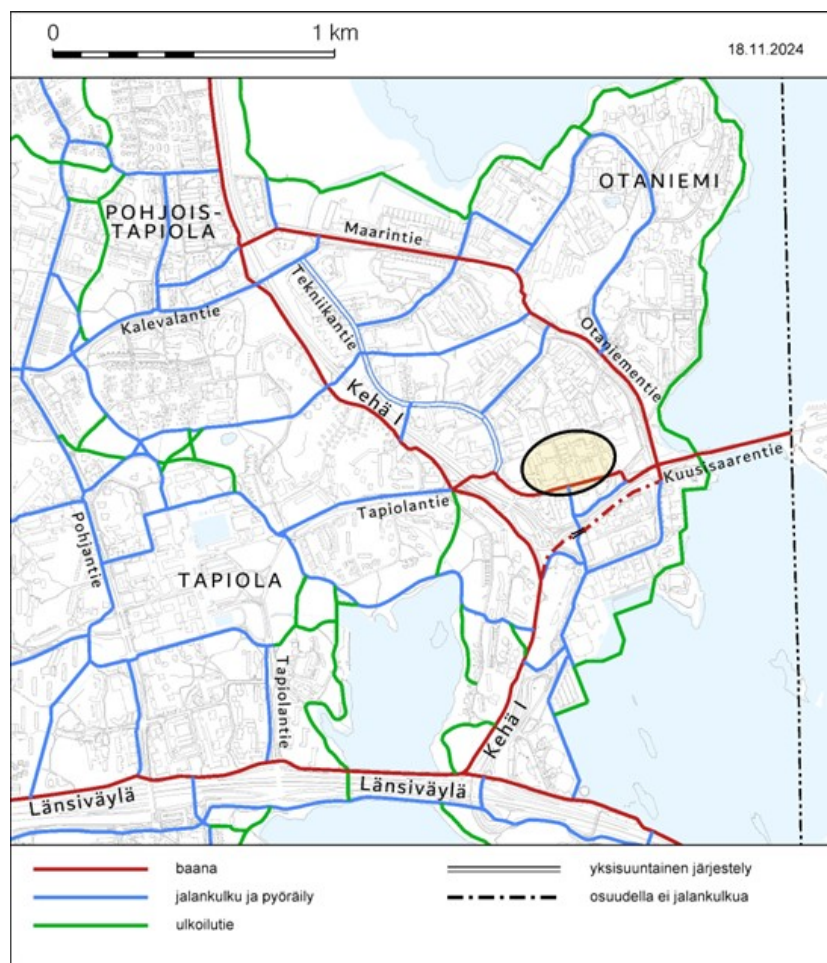 0 1 km
18.11.2024
OTANIEMI
POHJOIS-
TAPIOLA
Maarintie
Tekniikantie
Kalevalantie
Otaniementie
Kehä I
Kuusisaarentie
Tapiolantie
Pohjantie
TAPIOLA
Tapiolantie
Kehä I
Länsiväylä
Länsiväylä
baana
jalankulku ja pyöräily
ulkoilutie
yksisuuntainen järjestely
osuudella ei jalankulkua